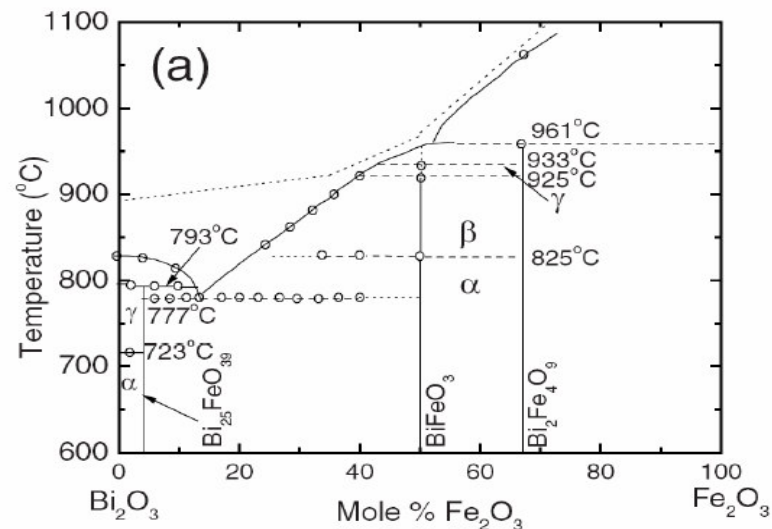 (a)
1100
1000
900
800
700
600
Temperature (°C)
961°C
933°C
925°C
γ
β
825°C
α
793°C
γ 777°C
723°C
α
Bi₂₅FeO₃₉
BiFeO₃
Bi₂Fe₄O₉
0 20 40 60 80 100
Bi₂O₃ Mole % Fe₂O₃ Fe₂O₃